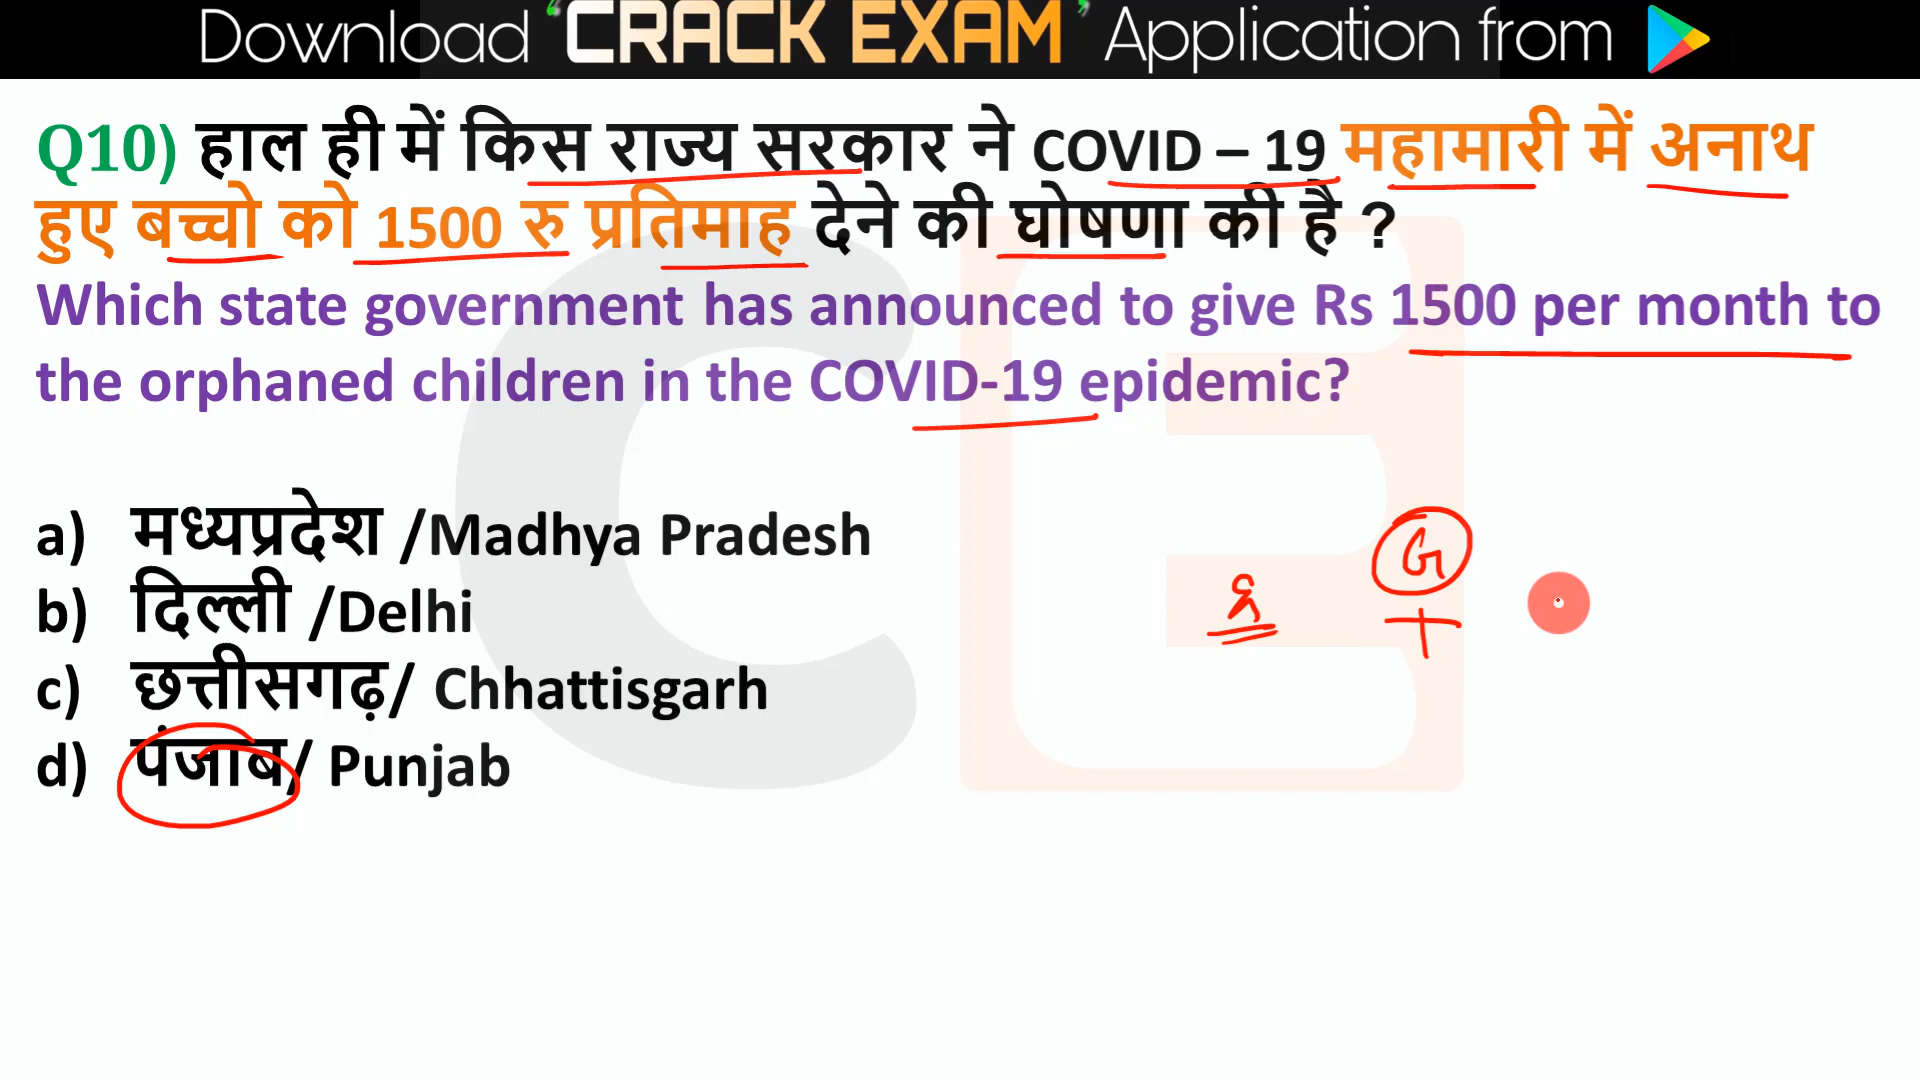 Download ‘CRACK EXAM’ Application from
Q10) हाल ही में किस राज्य सरकार ने COVID – 19 महामारी में अनाथ
हुए बच्चो को 1500 रु प्रतिमाह देने की घोषणा की है ?
Which state government has announced to give Rs 1500 per month to
the orphaned children in the COVID-19 epidemic?
a) मध्यप्रदेश /Madhya Pradesh
b) दिल्ली /Delhi
c) छत्तीसगढ़/ Chhattisgarh
d) पंजाब/ Punjab
G
CE